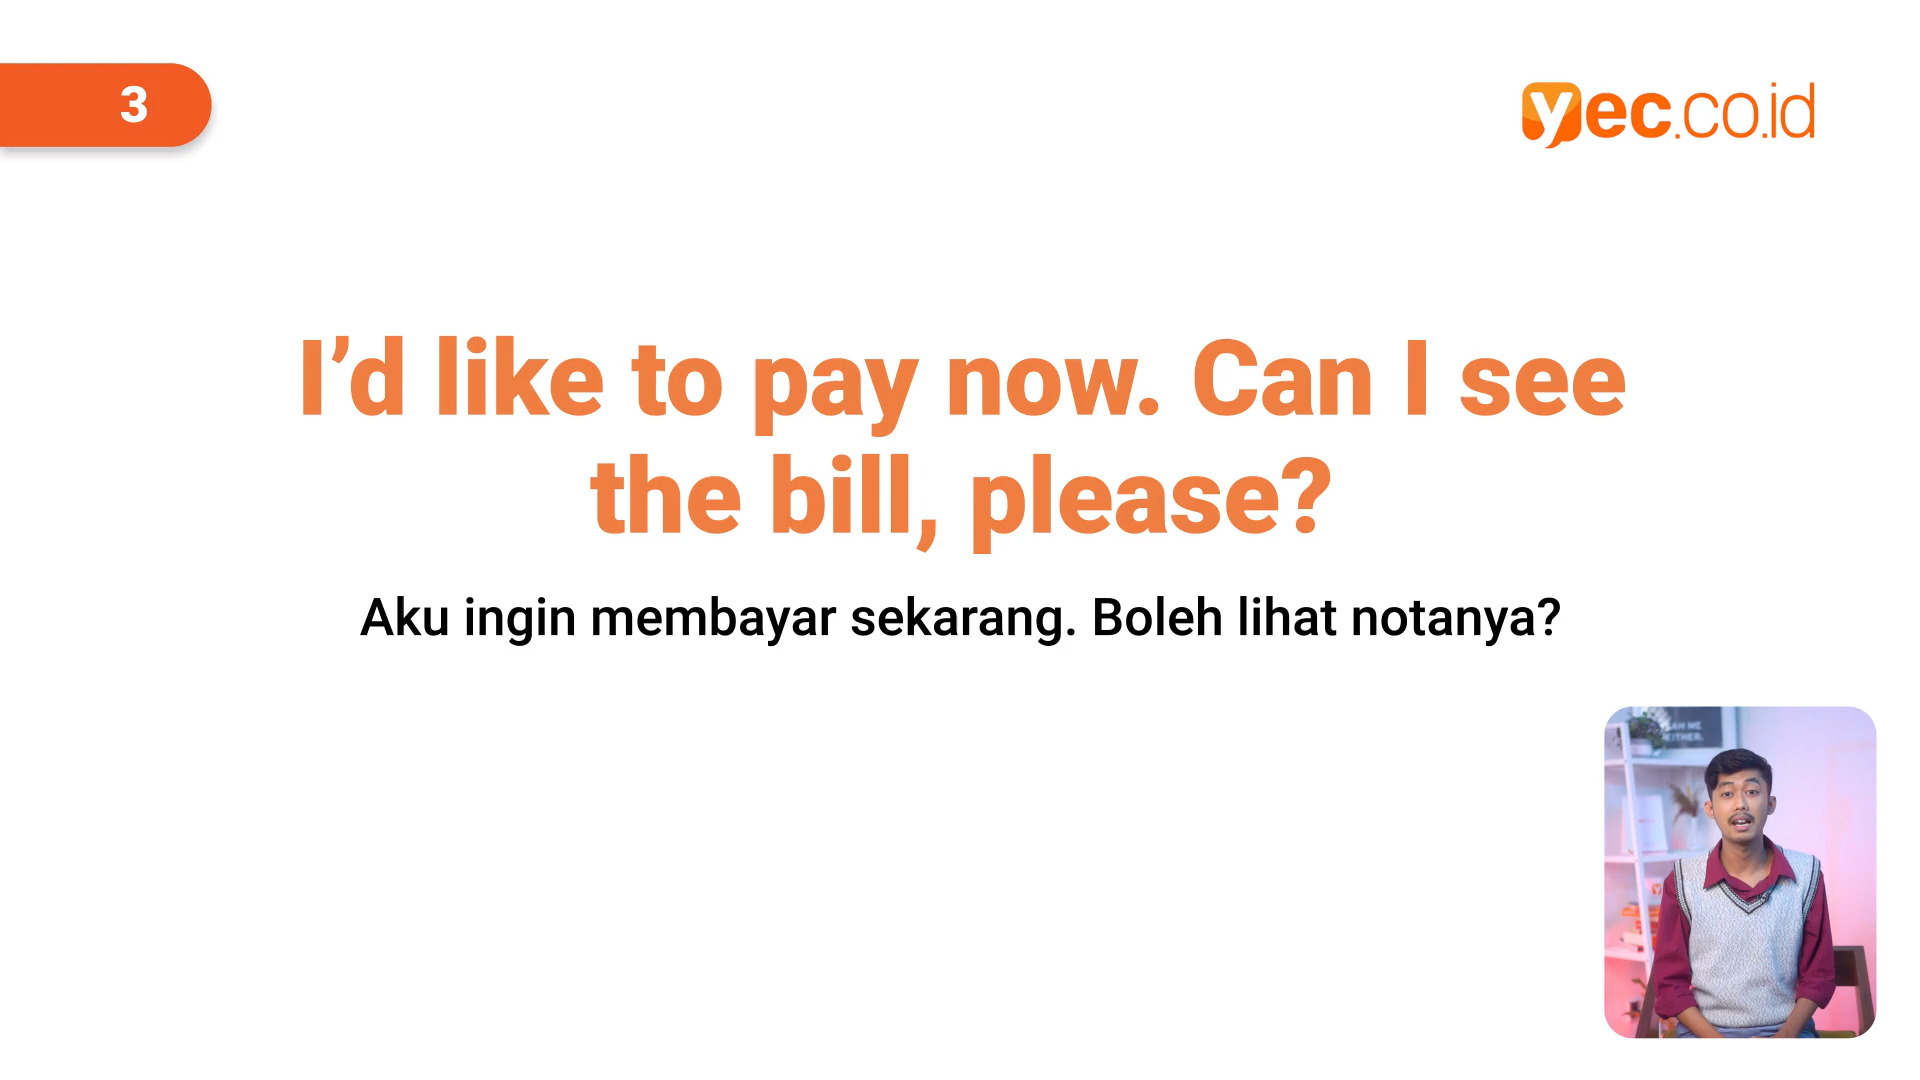 3
yec.co.id
I’d like to pay now. Can I see
the bill, please?
Aku ingin membayar sekarang. Boleh lihat notanya?